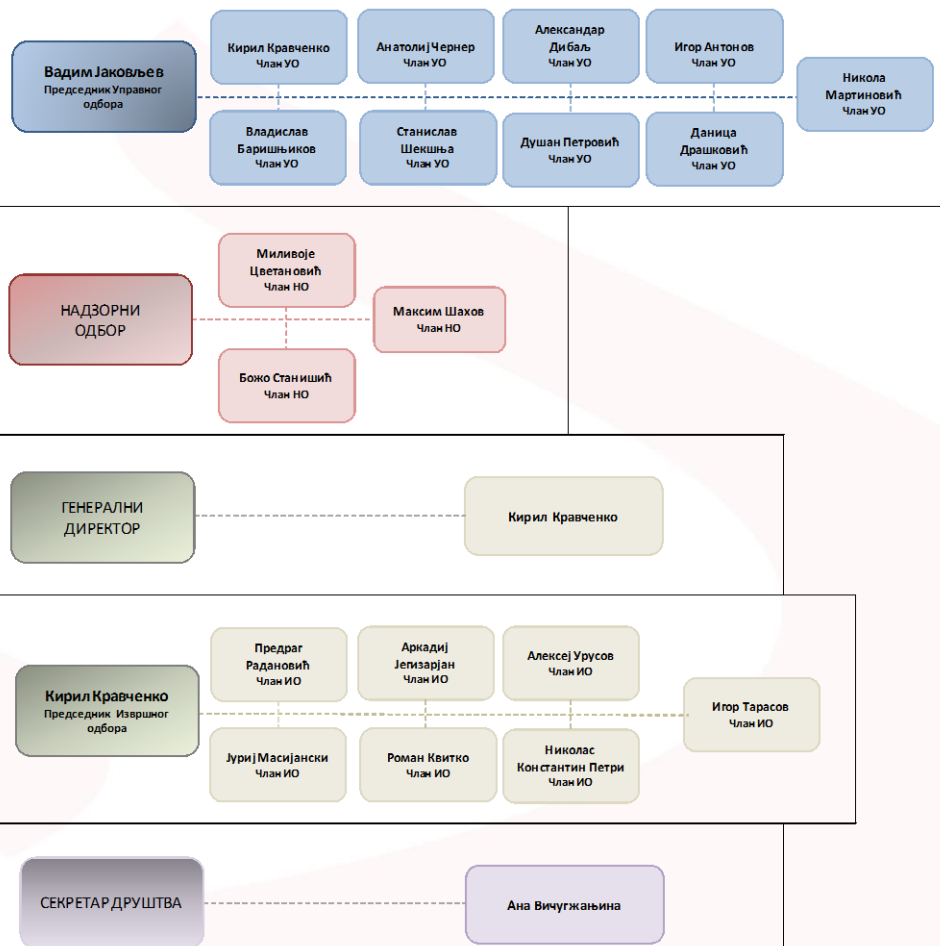 Вадим Јаковљев
Председник Управног
одбора
Кирил Кравченко
Члан УО
Анатолиј Чернер
Члан УО
Александар
Дибаљ
Члан УО
Игор Антонов
Члан УО
Никола
Мартиновић
Члан УО
Владислав
Баришњиков
Члан УО
Станислав
Шекшња
Члан УО
Душан Петровић
Члан УО
Даница
Драшковић
Члан УО
НАДЗОРНИ
ОДБОР
Миливоје
Цветановић
Члан НО
Максим Шахов
Члан НО
Божо Станишић
Члан НО
ГЕНЕРАЛНИ
ДИРЕКТОР
Кирил Кравченко
Кирил Кравченко
Председник Извршног
одбора
Предраг
Радановић
Члан ИО
Аркадиј
Јегизарјан
Члан ИО
Алексеј Урусов
Члан ИО
Игор Тарасов
Члан ИО
Јуриј Масијански
Члан ИО
Роман Квитко
Члан ИО
Николас
Константин Петри
Члан ИО
СЕКРЕТАР ДРУШТВА
Ана Вичугжањина